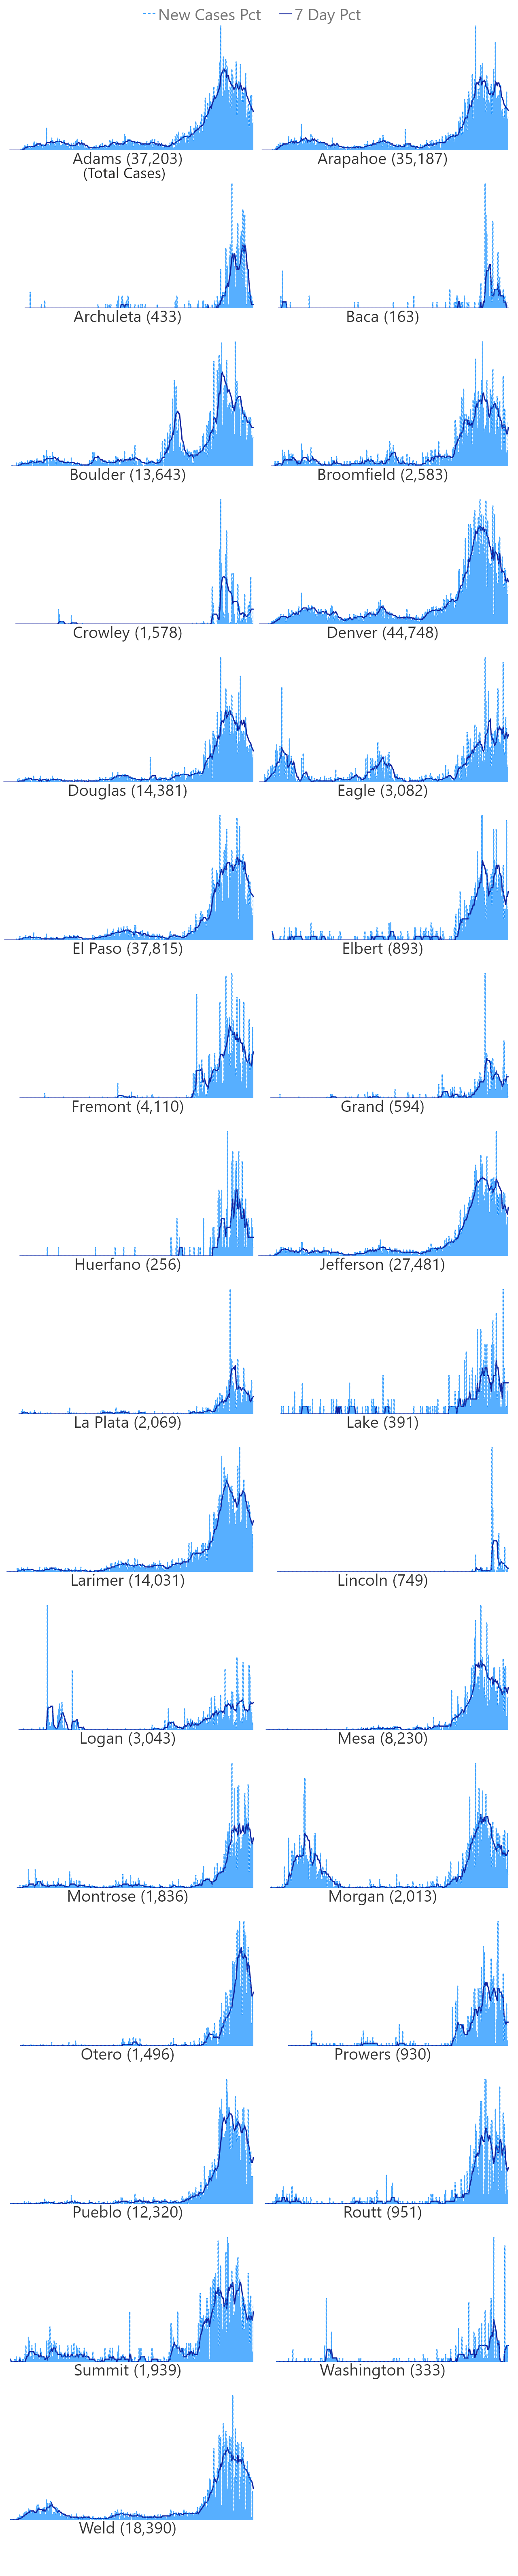 New Cases Pct 7 Day Pct
Adams (37,203)
(Total Cases)
Arapahoe (35,187)
Archuleta (433)
Baca (163)
Boulder (13,643)
Broomfield (2,583)
Crowley (1,578)
Denver (44,748)
Douglas (14,381)
Eagle (3,082)
El Paso (37,815)
Elbert (893)
Fremont (4,110)
Grand (594)
Huerfano (256)
Jefferson (27,481)
La Plata (2,069)
Lake (391)
Larimer (14,031)
Lincoln (749)
Logan (3,043)
Mesa (8,230)
Montrose (1,836)
Morgan (2,013)
Otero (1,496)
Prowers (930)
Pueblo (12,320)
Routt (951)
Summit (1,939)
Washington (333)
Weld (18,390)